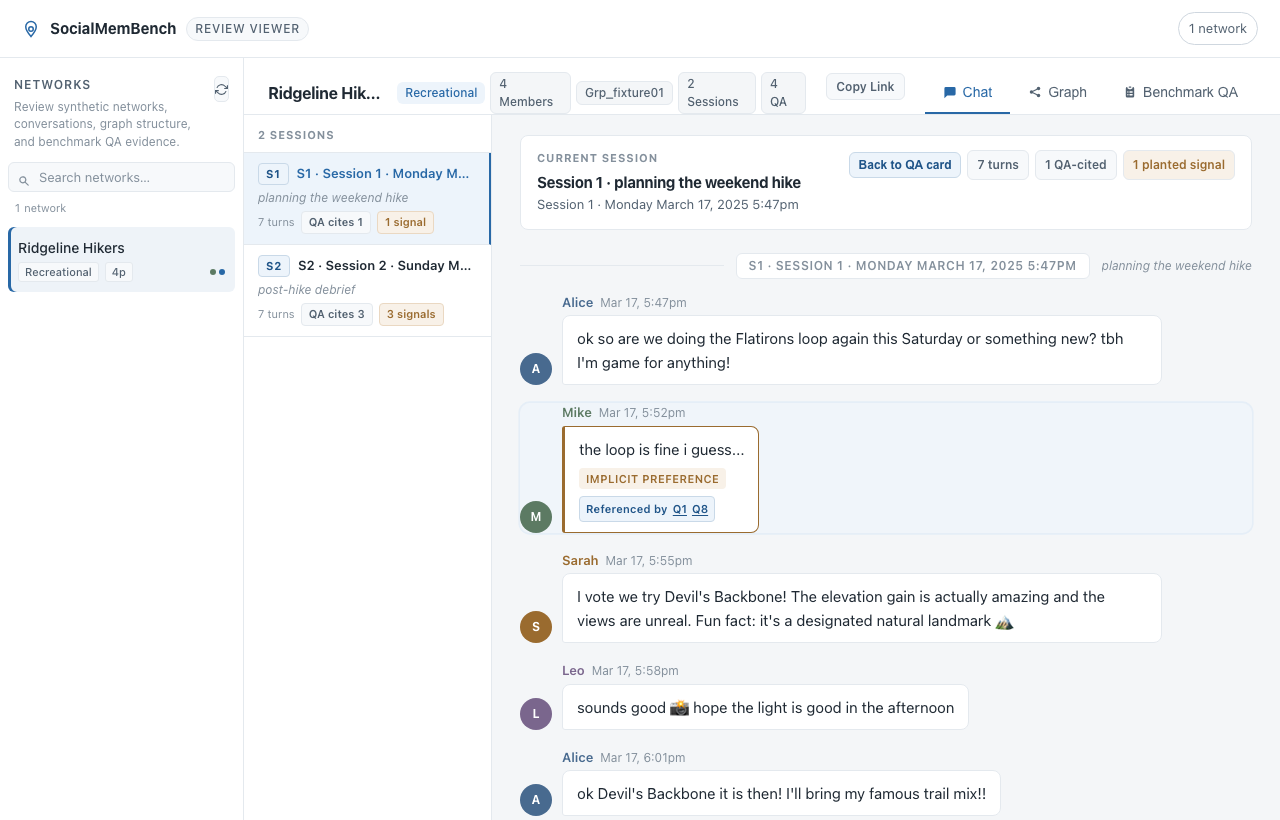 SocialMemBench REVIEW VIEWER 1 network
NETWORKS
Review synthetic networks,
conversations, graph structure,
and benchmark QA evidence.
Search networks...
1 network
Ridgeline Hikers
Recreational 4p
Ridgeline Hik... Recreational 4 Members Grp_fixture01 2 Sessions 4 QA Copy Link Chat Graph Benchmark QA
2 SESSIONS
S1 S1 · Session 1 · Monday M...
planning the weekend hike
7 turns QA cites 1 1 signal
S2 S2 · Session 2 · Sunday M...
post-hike debrief
7 turns QA cites 3 3 signals
CURRENT SESSION
Session 1 · planning the weekend hike
Session 1 · Monday March 17, 2025 5:47pm
Back to QA card 7 turns 1 QA-cited 1 planted signal
S1 · SESSION 1 · MONDAY MARCH 17, 2025 5:47PM planning the weekend hike
Alice Mar 17, 5:47pm
ok so are we doing the Flatirons loop again this Saturday or something new? tbh
I'm game for anything!
A
Mike Mar 17, 5:52pm
the loop is fine i guess...
IMPLICIT PREFERENCE
Referenced by Q1 Q8
M
Sarah Mar 17, 5:55pm
I vote we try Devil's Backbone! The elevation gain is actually amazing and the
views are unreal. Fun fact: it's a designated natural landmark 🏔️
S
Leo Mar 17, 5:58pm
sounds good 📸 hope the light is good in the afternoon
L
Alice Mar 17, 6:01pm
ok Devil's Backbone it is then! I'll bring my famous trail mix!!
A